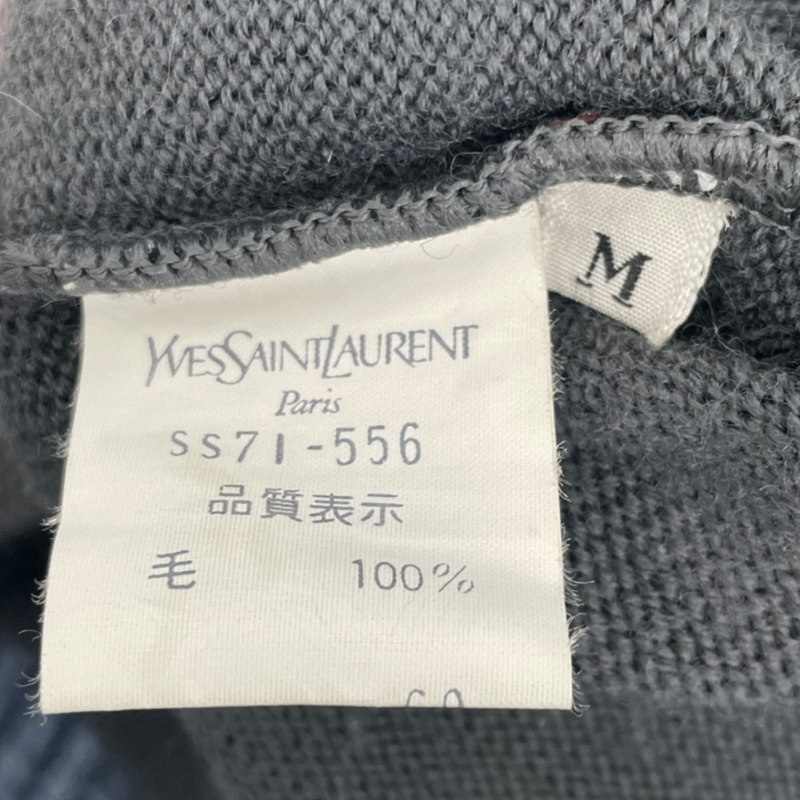 M
YVESSAINTLAURENT
Paris
SS71-556
品質表示
毛 100%